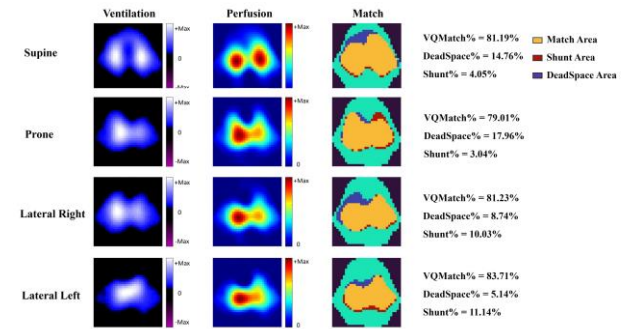 Ventilation Perfusion Match
Supine
+Max
0
-Max
+Max
0
VQMatch% = 81.19%
DeadSpace% = 14.76%
Shunt% = 4.05%
Match Area
Shunt Area
DeadSpace Area
Prone
+Max
0
-Max
+Max
0
VQMatch% = 79.01%
DeadSpace% = 17.96%
Shunt% = 3.04%
Lateral Right
+Max
0
-Max
+Max
0
VQMatch% = 81.23%
DeadSpace% = 8.74%
Shunt% = 10.03%
Lateral Left
+Max
0
-Max
+Max
0
VQMatch% = 83.71%
DeadSpace% = 5.14%
Shunt% = 11.14%